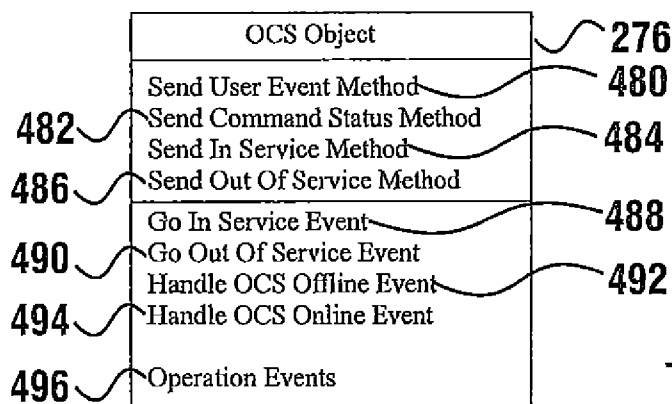 OCS Object 276
Send User Event Method 480
482 Send Command Status Method
Send In Service Method 484
486 Send Out Of Service Method
Go In Service Event 488
490 Go Out Of Service Event
Handle OCS Offline Event 492
494 Handle OCS Online Event
496 Operation Events